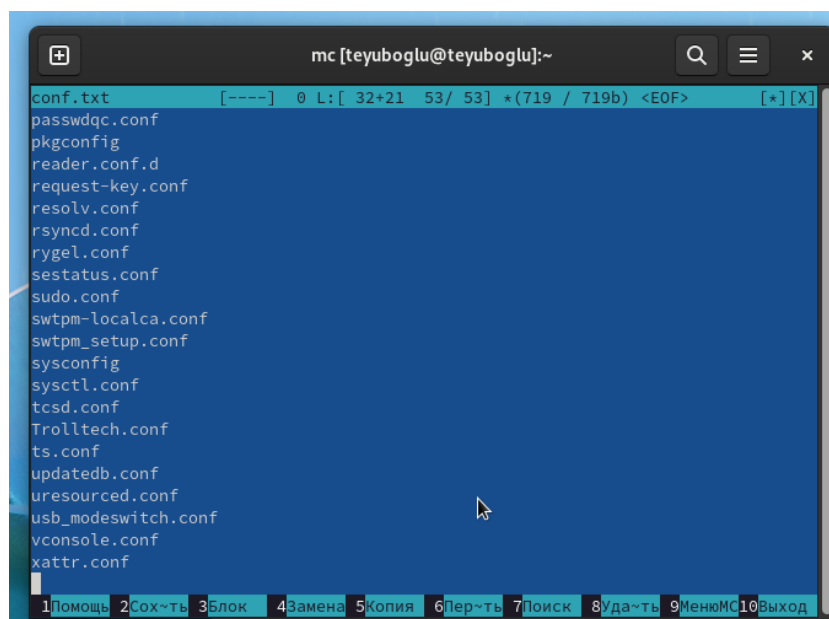 mc [teyuboglu@teyuboglu]:~
conf.txt [----] 0 L:[ 32+21 53/ 53] *(719 / 719b) <EOF> [*][X]
passwdqc.conf
pkgconfig
reader.conf.d
request-key.conf
resolv.conf
rsyncd.conf
rygel.conf
sestatus.conf
sudo.conf
swtpm-localca.conf
swtpm_setup.conf
sysconfig
sysctl.conf
tcsd.conf
Trolltech.conf
ts.conf
updatedb.conf
uresourced.conf
usb_modeswitch.conf
vconsole.conf
xattr.conf
1Помощь 2Сох~ть 3Блок 4Замена 5Копия 6Пер~ть 7Поиск 8Уда~ть 9МенюМС10Выход